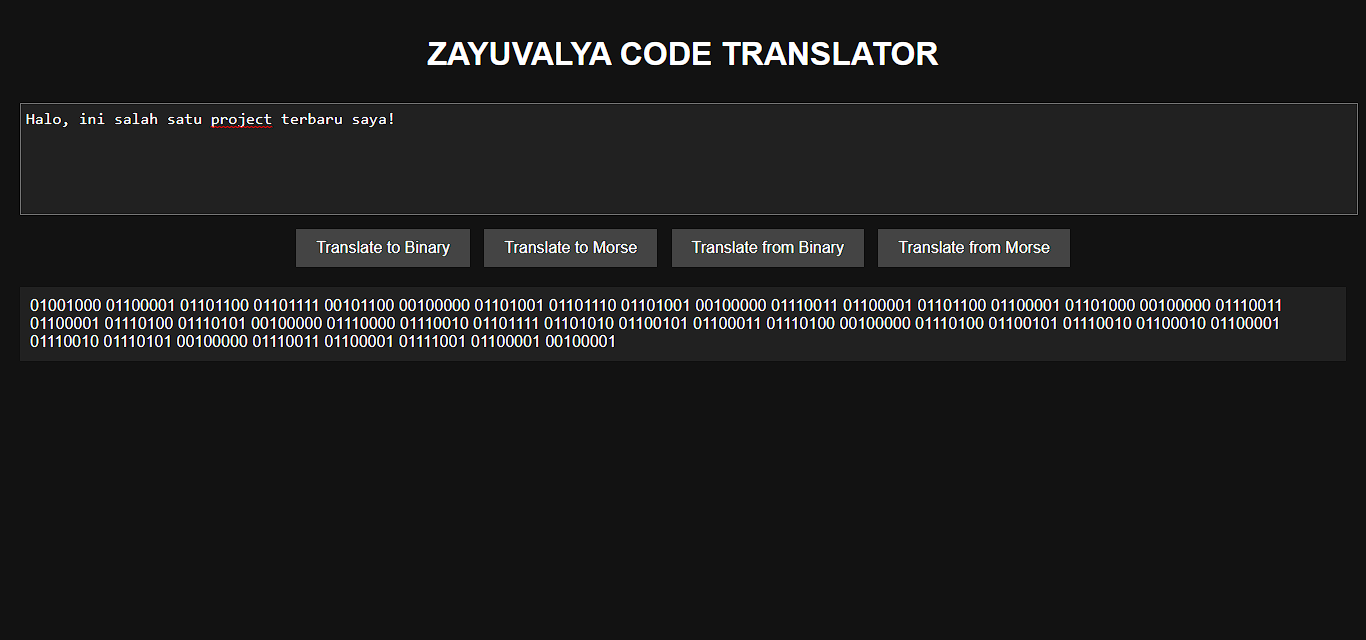 ZAYUVALYA CODE TRANSLATOR
Halo, ini salah satu project terbaru saya!
Translate to Binary
Translate to Morse
Translate from Binary
Translate from Morse
01001000 01100001 01101100 01101111 00101100 00100000 01101001 01101110 01101001 00100000 01110011 01100001 01101100 01100001 01101000 00100000 01110011
01100001 01110100 01110101 00100000 01110000 01110010 01101111 01101010 01100101 01100011 01110100 00100000 01110100 01100101 01110010 01100010 01100001
01110010 01110101 00100000 01110011 01100001 01111001 01100001 00100001